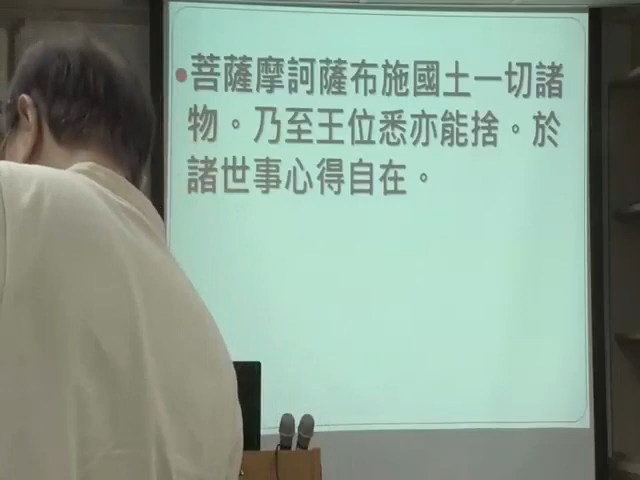 菩薩摩訶薩布施國土一切諸
物。乃至王位悉亦能捨。於
諸世事心得自在。